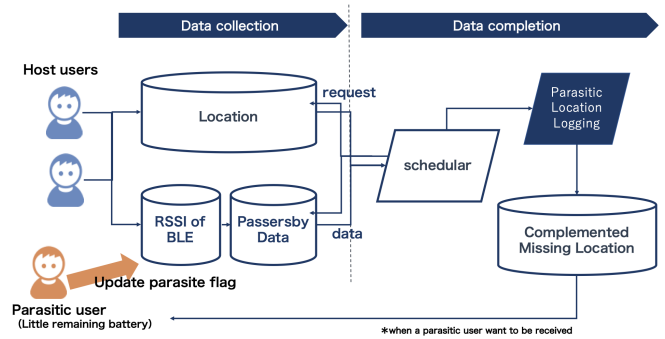 Data collection
Data completion
Host users
request
Location
Parasitic
Location
Logging
schedular
RSSI of
BLE
Passersby
Data
data
Complemented
Missing Location
Update parasite flag
Parasitic user
(Little remaining battery)
*when a parasitic user want to be received